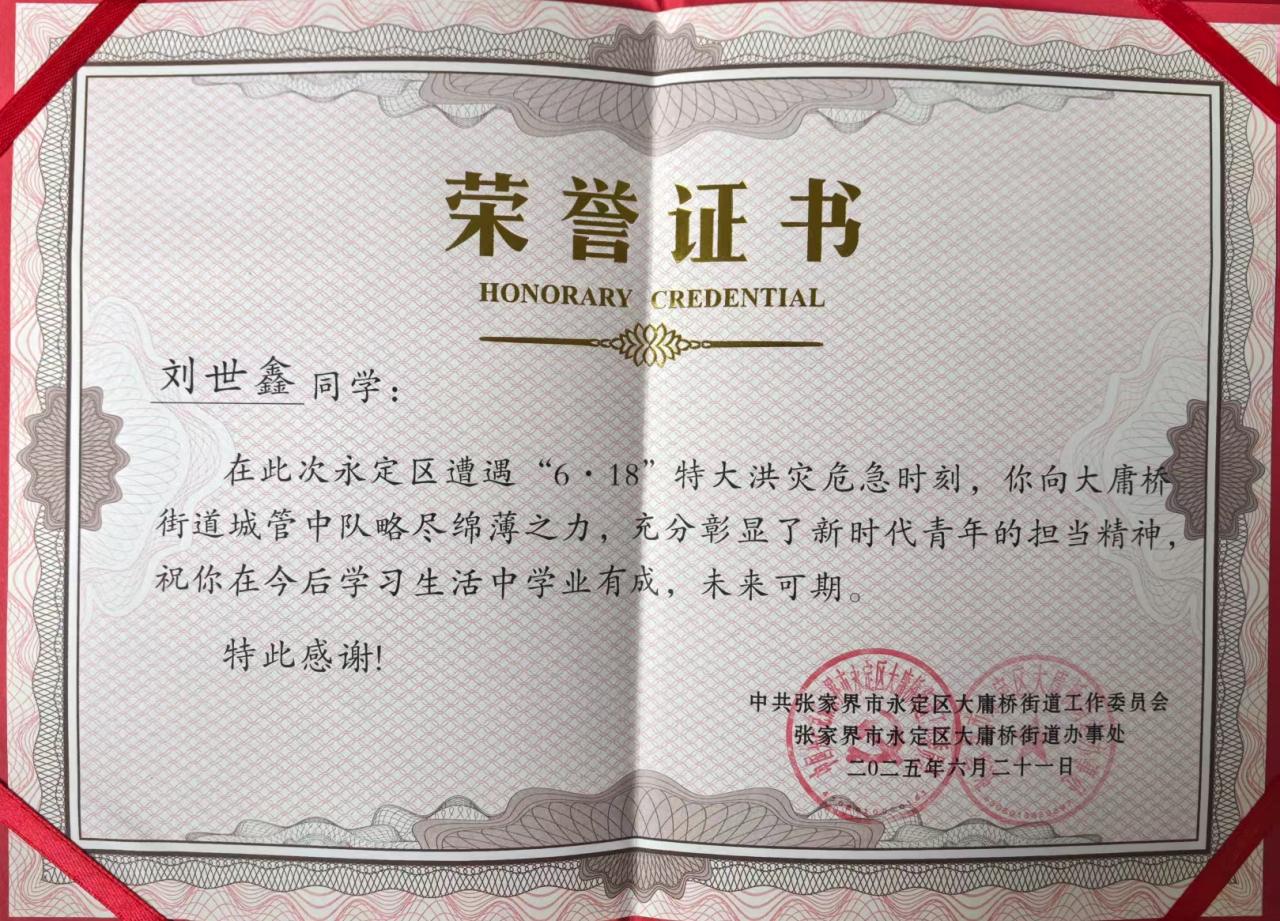 荣誉证书
HONORARY CREDENTIAL
刘世鑫同学：
在此次永定区遭遇“6·18”特大洪灾危急时刻，你向大庸桥
街道城管中队略尽绵薄之力，充分彰显了新时代青年的担当精神，
祝你在今后学习生活中学业有成，未来可期。
特此感谢!
中共张家界市永定区大庸桥街道工作委员会
张家界市永定区大庸桥街道办事处
二0二五年六月二十一日